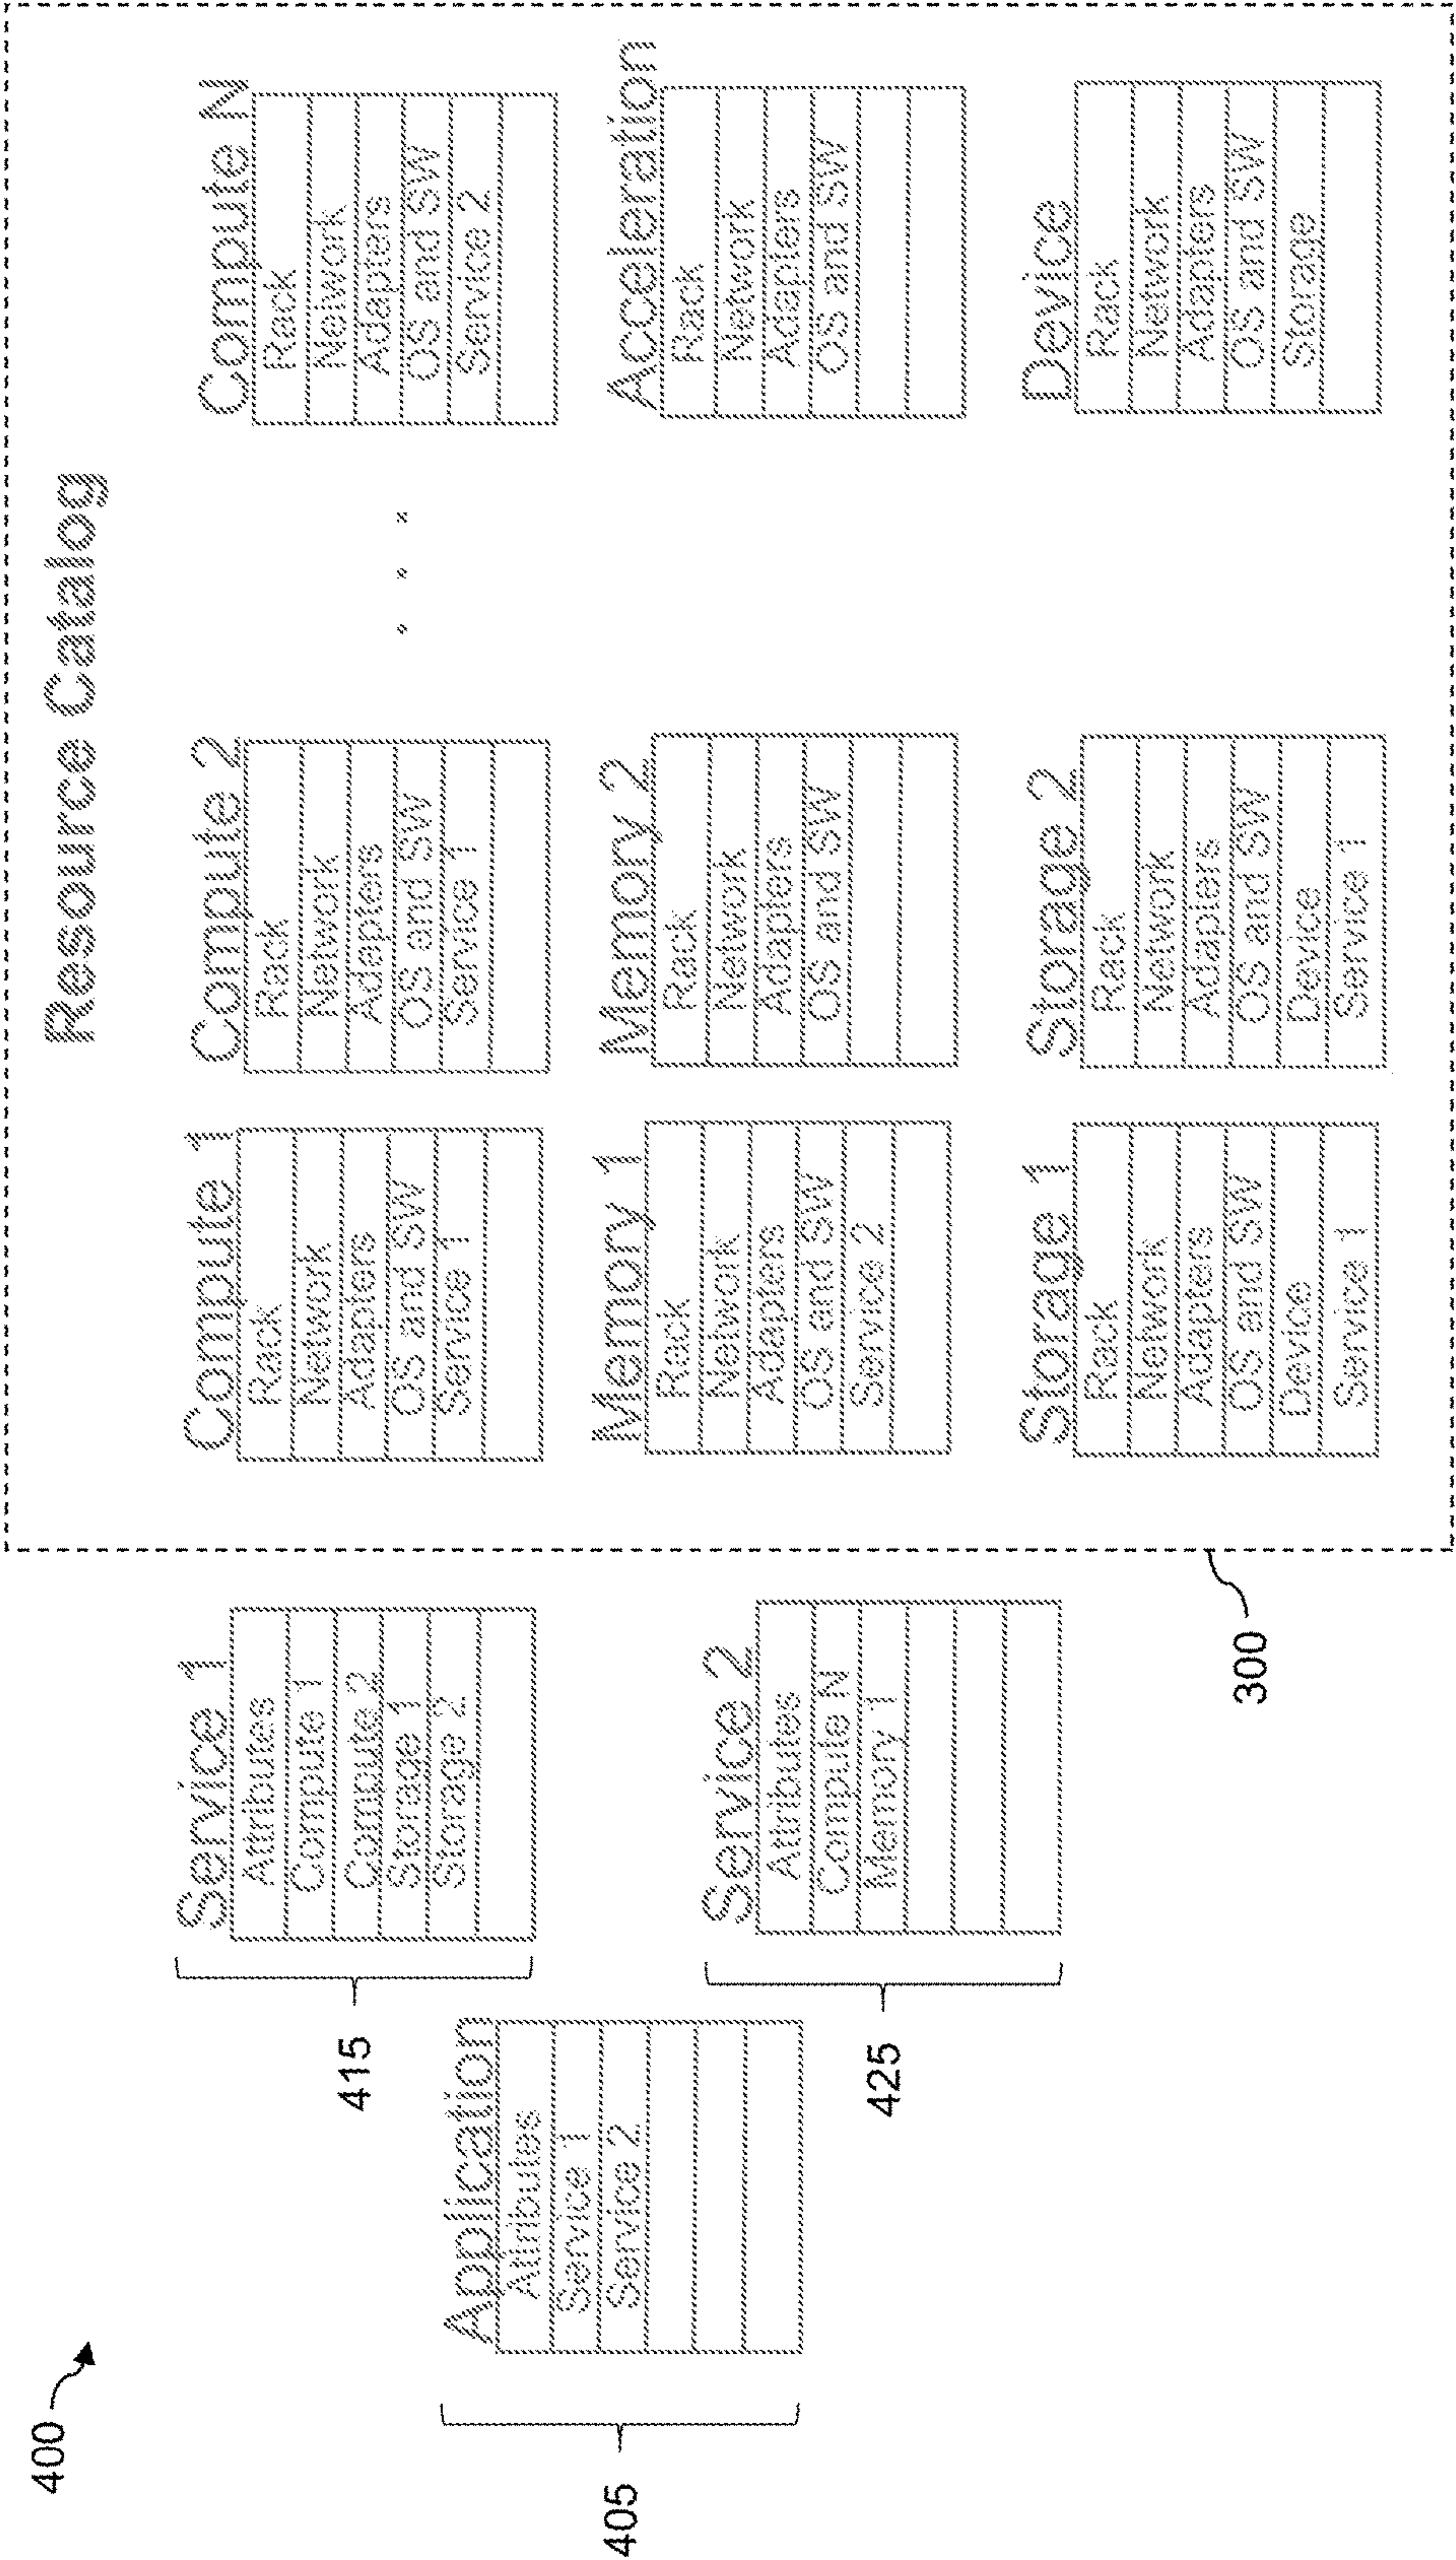 400
Resource Catalog
405
Application
Attributes
Service 1
Service 2
415
Service 1
Attributes
Compute 1
Compute 2
Storage 1
Storage 2
425
Service 2
Attributes
Compute N
Memory 1
300
Compute 1
Rack
Network
Adapters
OS and SW
Service 1
Compute 2
Rack
Network
Adapters
OS and SW
Service 1
. . .
Compute N
Rack
Network
Adapters
OS and SW
Service 2
Memory 1
Rack
Network
Adapters
OS and SW
Service 2
Memory 2
Rack
Network
Adapters
OS and SW
Acceleration
Rack
Network
Adapters
OS and SW
Storage 1
Rack
Network
Adapters
OS and SW
Device
Service 1
Storage 2
Rack
Network
Adapters
OS and SW
Device
Service 1
Device
Rack
Network
Adapters
OS and SW
Storage